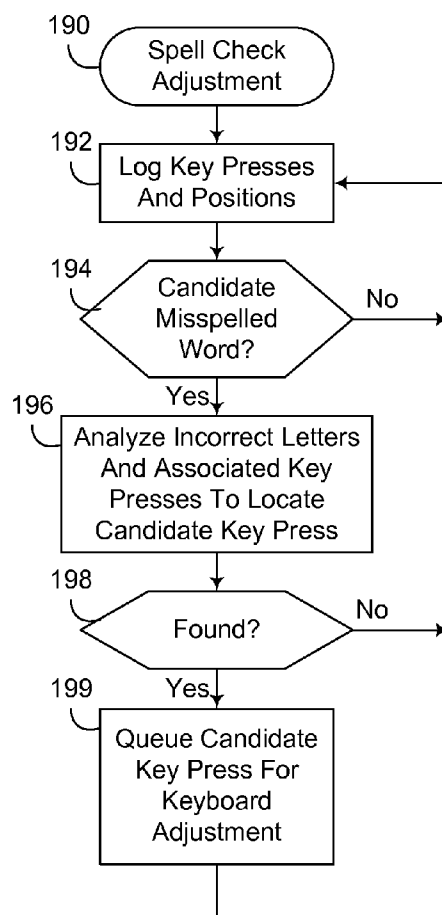 190
Spell Check
Adjustment
192
Log Key Presses
And Positions
194
Candidate
Misspelled
Word?
No
Yes
196
Analyze Incorrect Letters
And Associated Key
Presses To Locate
Candidate Key Press
198
Found?
No
Yes
199
Queue Candidate
Key Press For
Keyboard
Adjustment